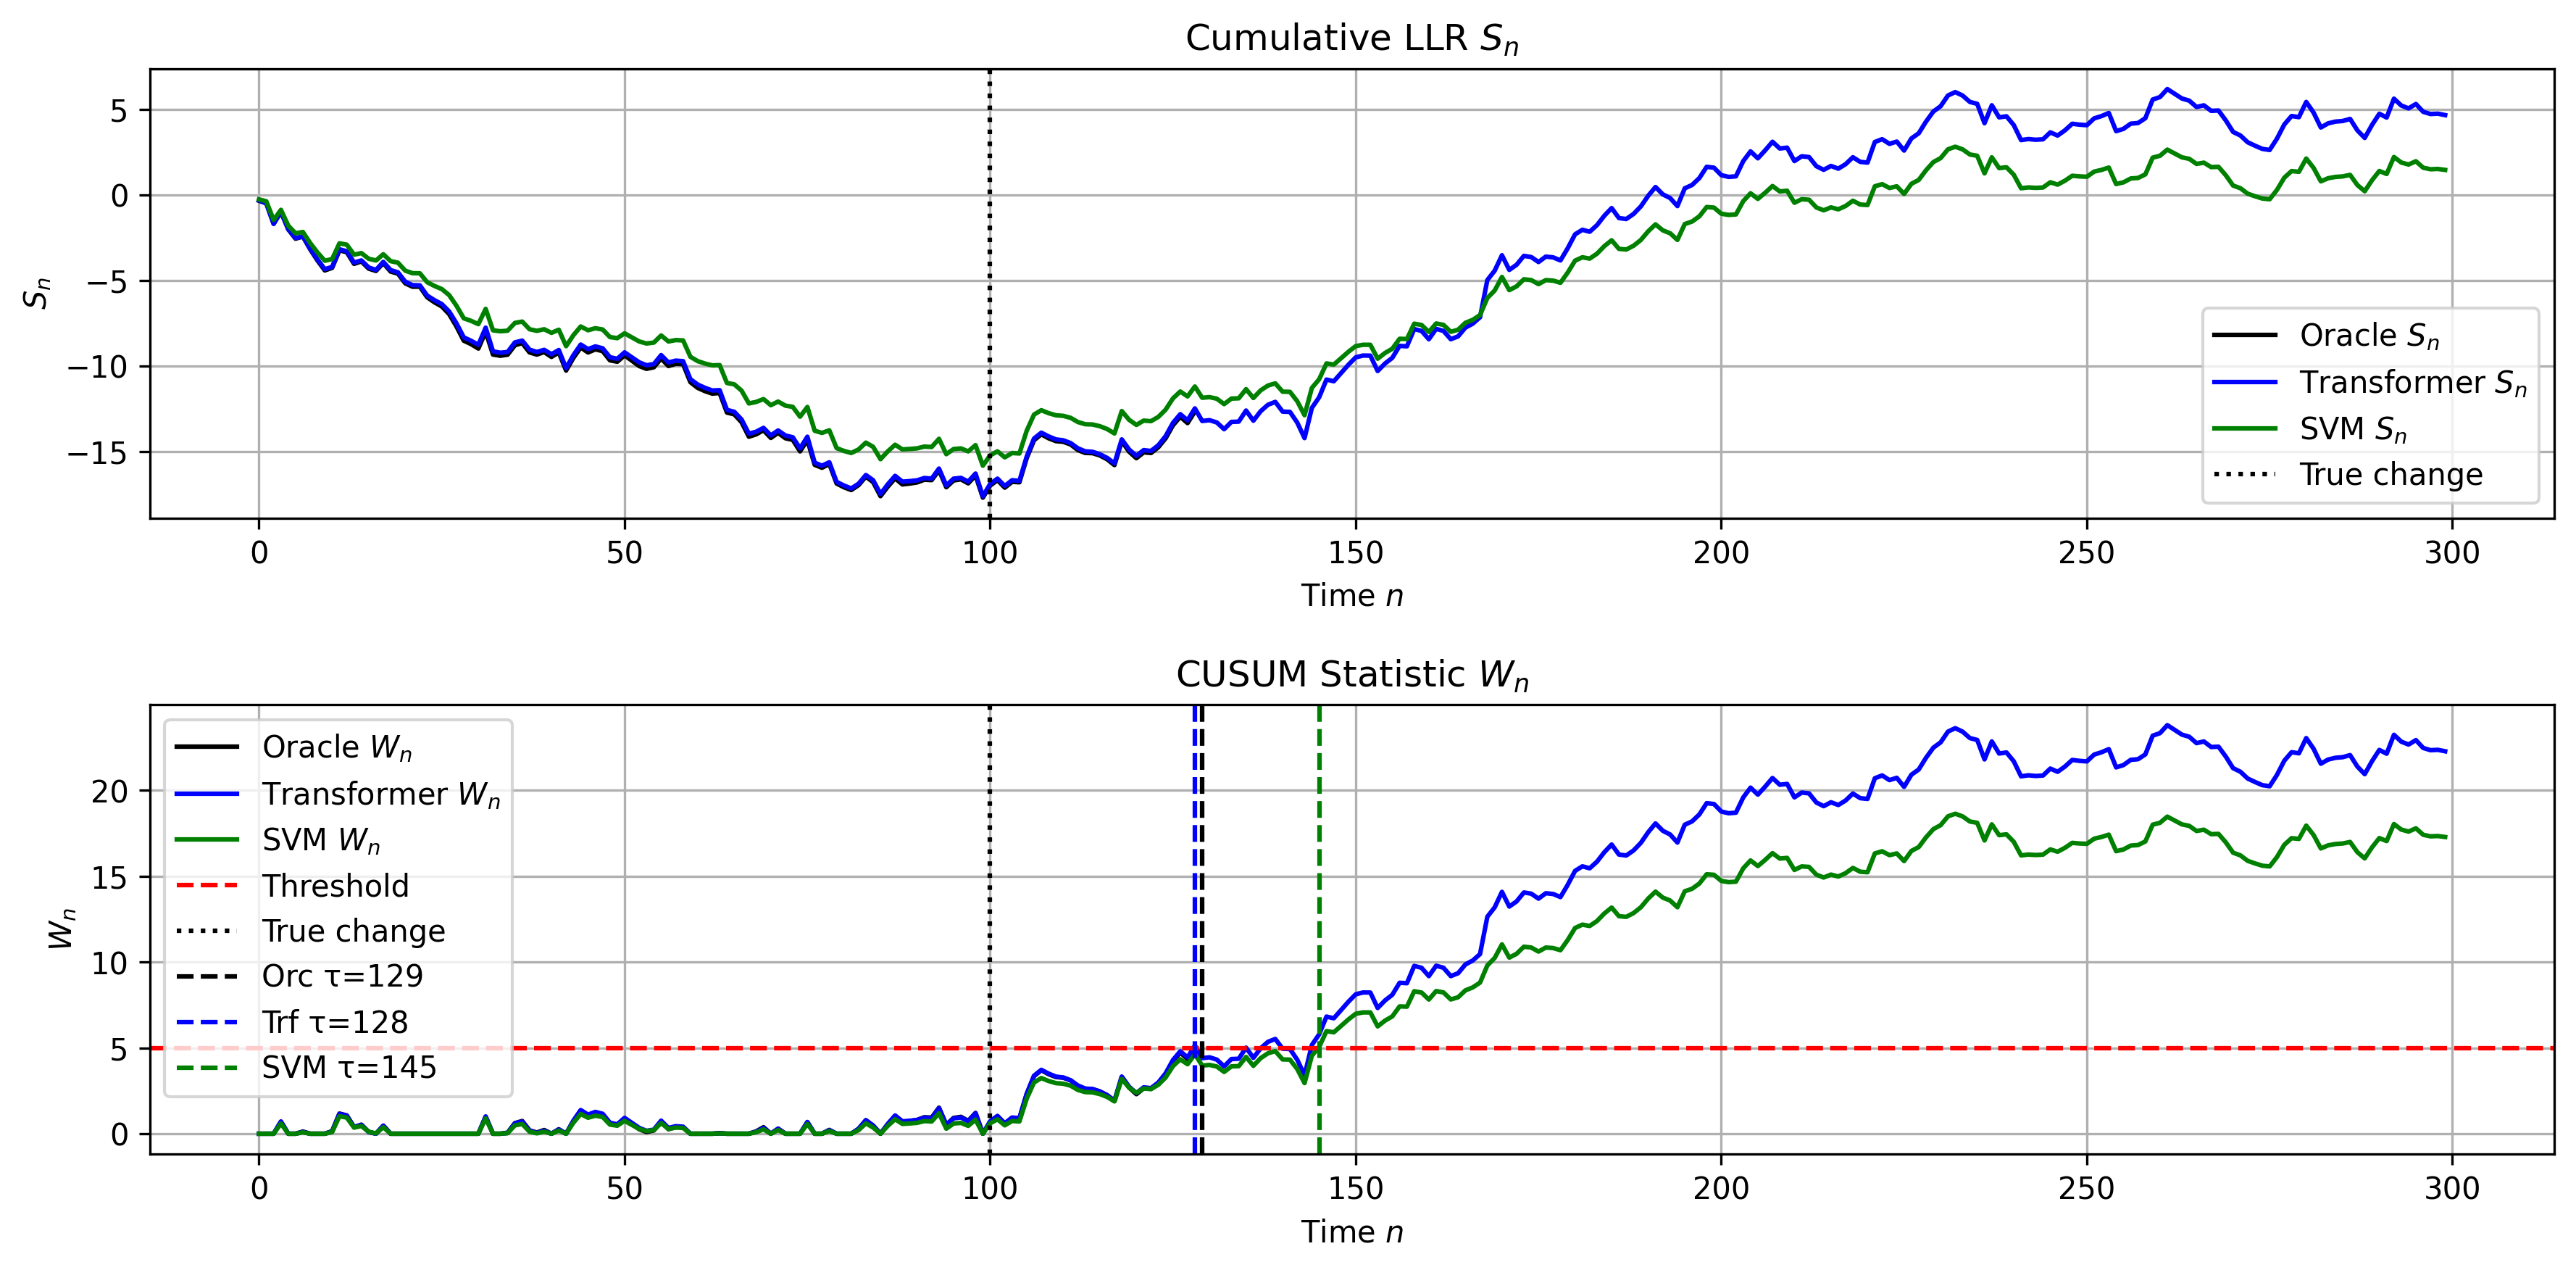 Cumulative LLR Sn
5
0
−5
−10
−15
Sn
Oracle Sn
Transformer Sn
SVM Sn
True change
0 50 100 150 200 250 300
Time n
CUSUM Statistic Wn
20
15
10
5
0
Wn
Oracle Wn
Transformer Wn
SVM Wn
Threshold
True change
Orc τ=129
Trf τ=128
SVM τ=145
0 50 100 150 200 250 300
Time n